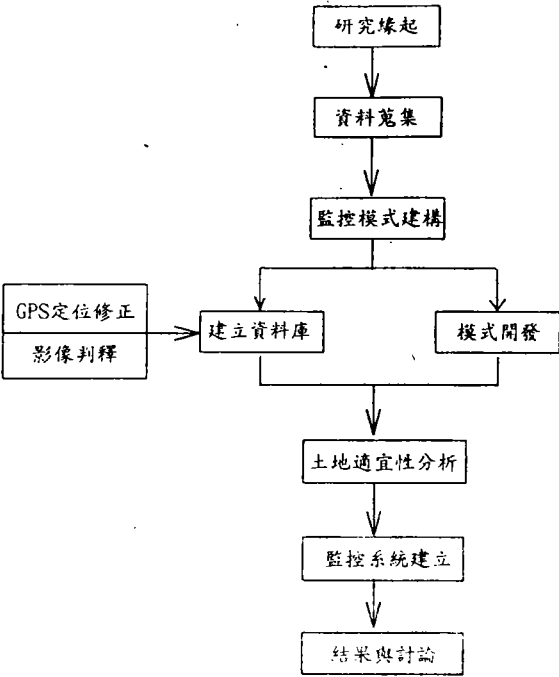 研究緣起
資料蒐集
監控模式建構
GPS定位修正
影像判釋
建立資料庫
模式開發
土地適宜性分析
監控系統建立
結果與討論